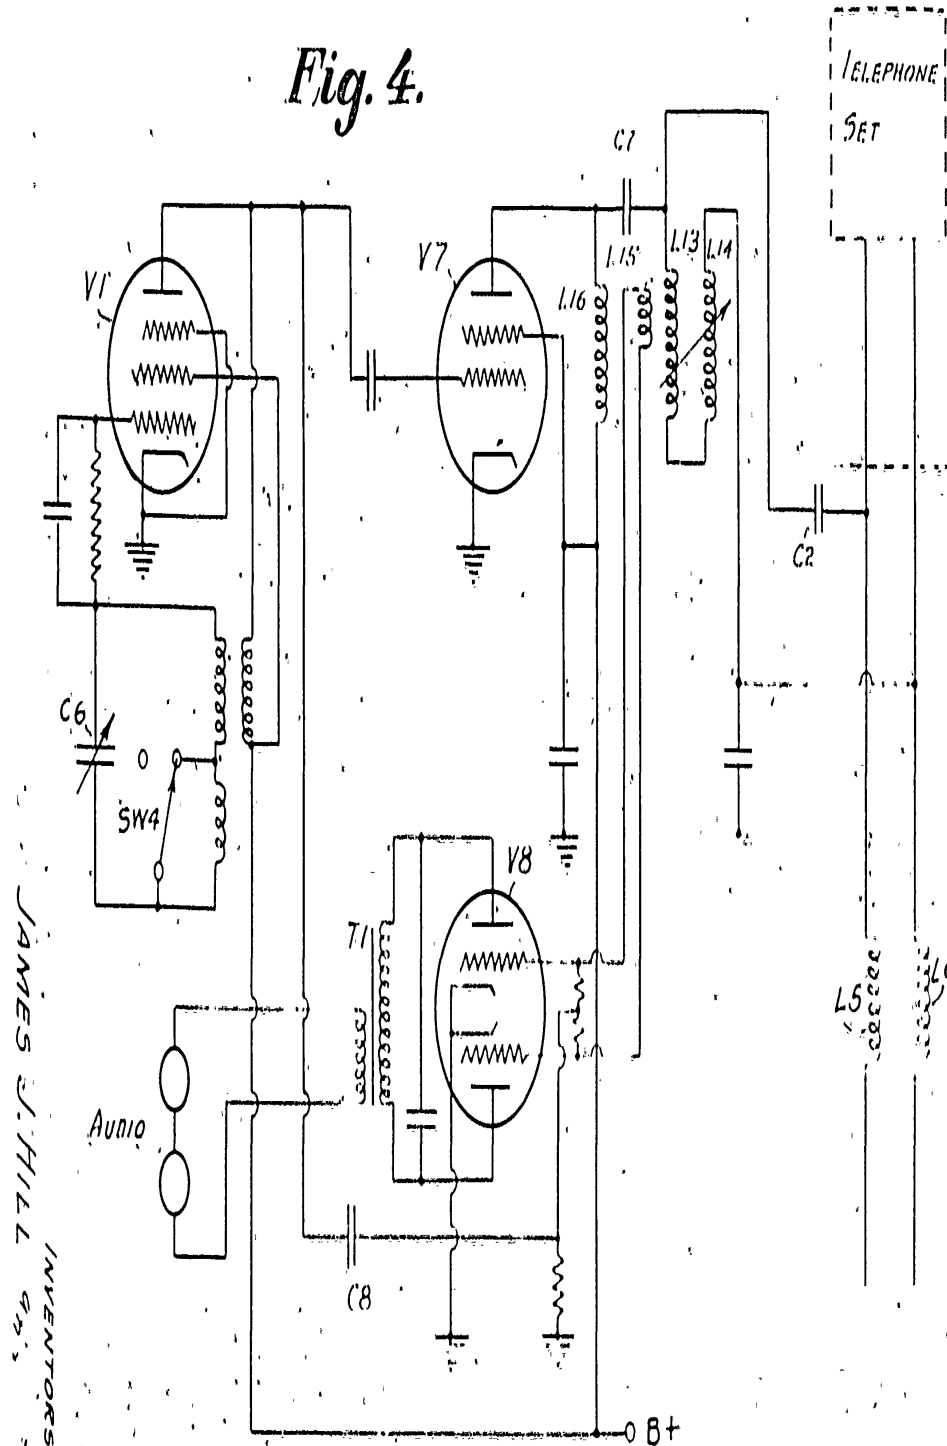 Fig. 4.
TELEPHONE
SET
C7
V1
V7
L15
L13
L14
L16
C2
C6
SW4
V8
T1
L5
AUDIO
C8
B+
JAMES J. HILL
INVENTORS